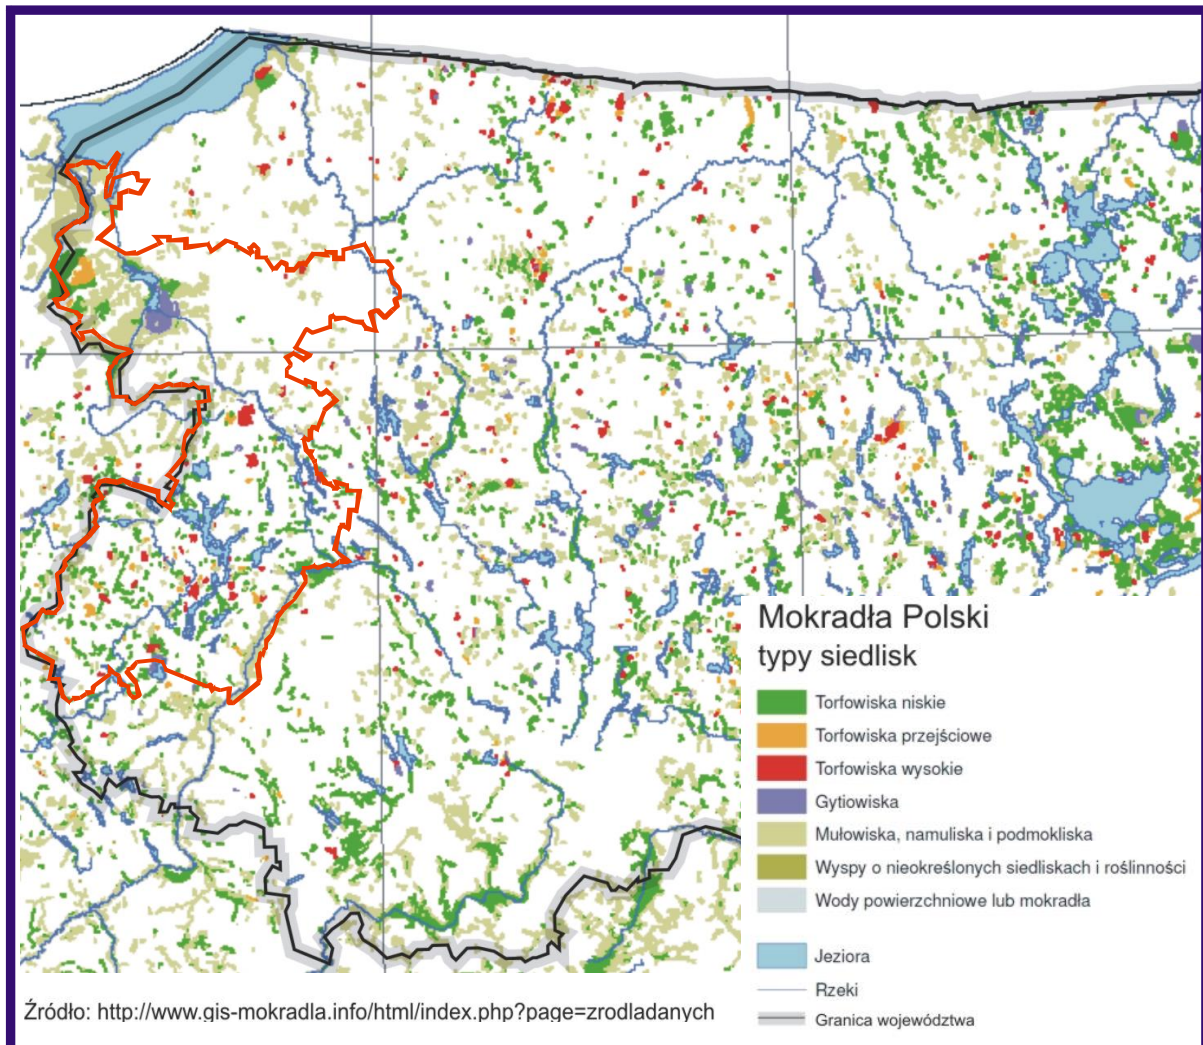 Mokradła Polski
typy siedlisk
Torfowiska niskie
Torfowiska przejściowe
Torfowiska wysokie
Gytiowiska
Mułowiska, namuliska i podmokliska
Wyspy o nieokreślonych siedliskach i roślinności
Wody powierzchniowe lub mokradła
Jeziora
Rzeki
Granica województwa
Źródło: http://www.gis-mokradla.info/html/index.php?page=zrodladanych